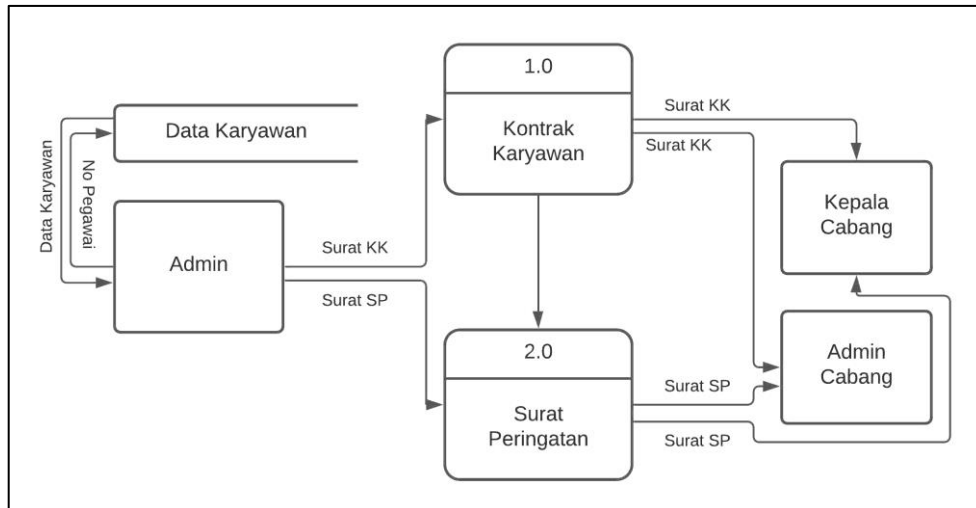 1.0
Kontrak
Karyawan
Data Karyawan
Data Karyawan
No Pegawai
Admin
Surat KK
Surat SP
Surat KK
Surat KK
Kepala
Cabang
2.0
Surat
Peringatan
Admin
Cabang
Surat SP
Surat SP